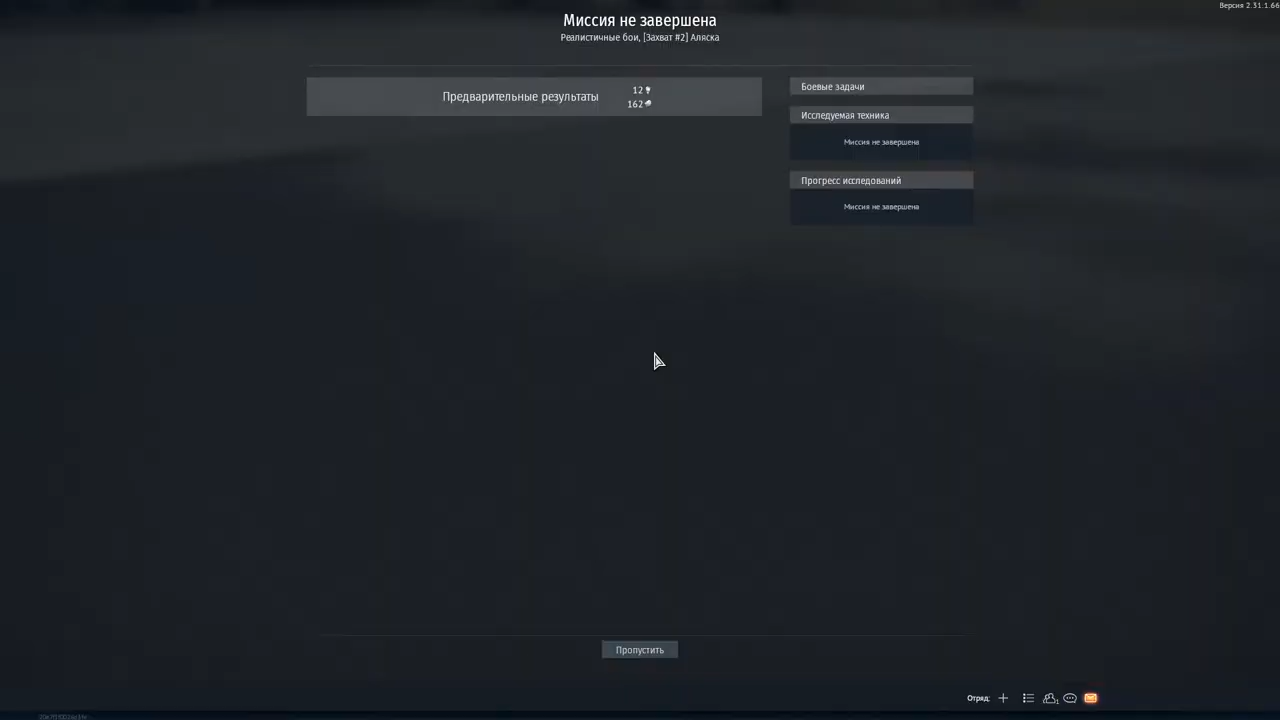 Версия 2.31.1.66
Миссия не завершена
Реалистичные бои, [Захват #2] Аляска
Предварительные результаты
12
162
Боевые задачи
Исследуемая техника
Миссия не завершена
Прогресс исследований
Миссия не завершена
Пропустить
Отряд:
1